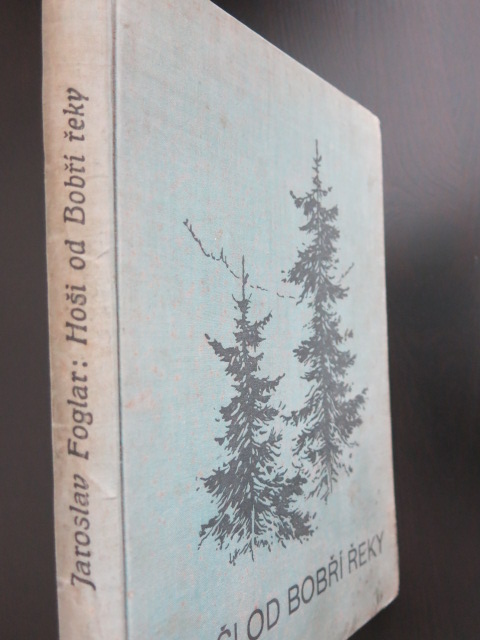 Jaroslav Foglar: Hoši od Bobří řeky
OD BOBŘÍ ŘEKY